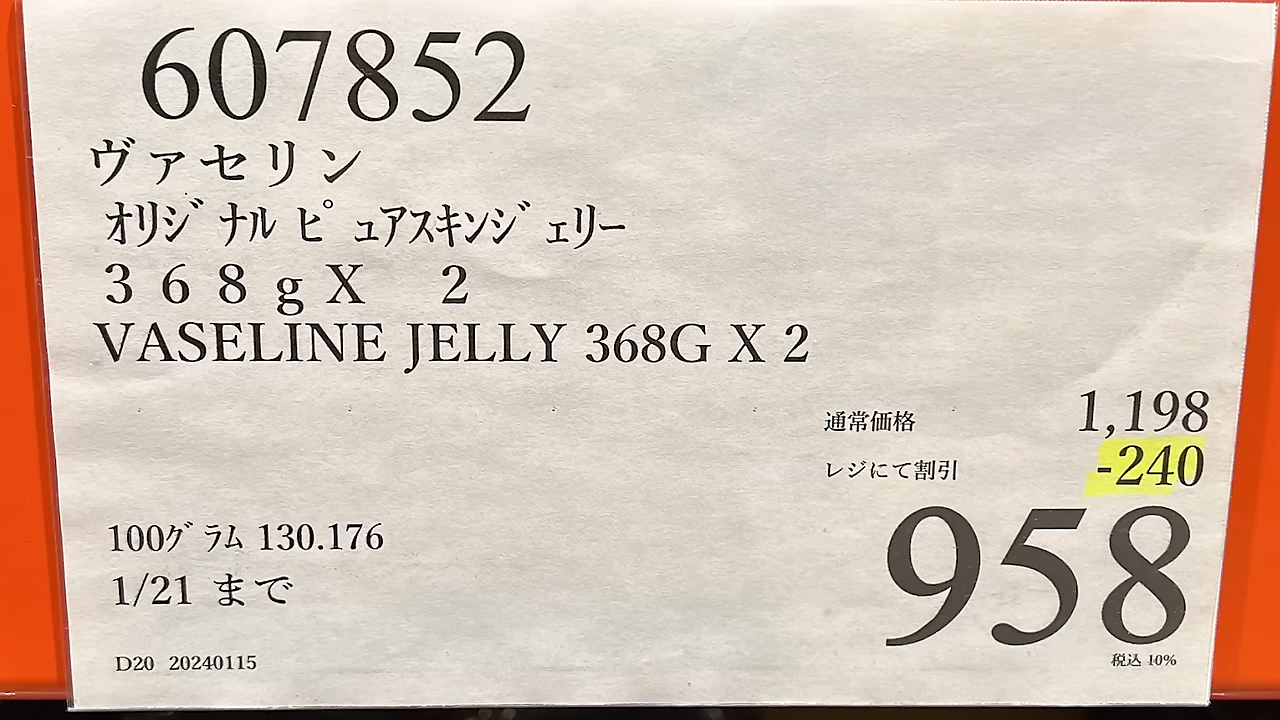 607852
ヴァセリン
ｵﾘｼﾞﾅﾙ ﾋﾟｭｱｽｷﾝｼﾞｪﾘｰ
３６８ｇＸ　２
VASELINE JELLY 368G X 2
通常価格 1,198
レジにて割引 -240
958
税込 10%
100ｸﾞﾗﾑ 130.176
1/21 まで
D20 20240115